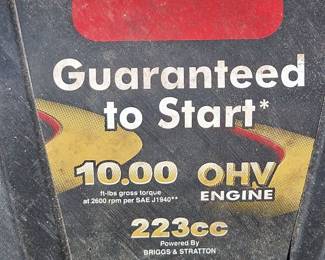 Guaranteed
to Start*
10.00
ft-lbs gross torque
at 2600 rpm per SAE J1940**
OHV
ENGINE
223cc
Powered By
BRIGGS & STRATTON